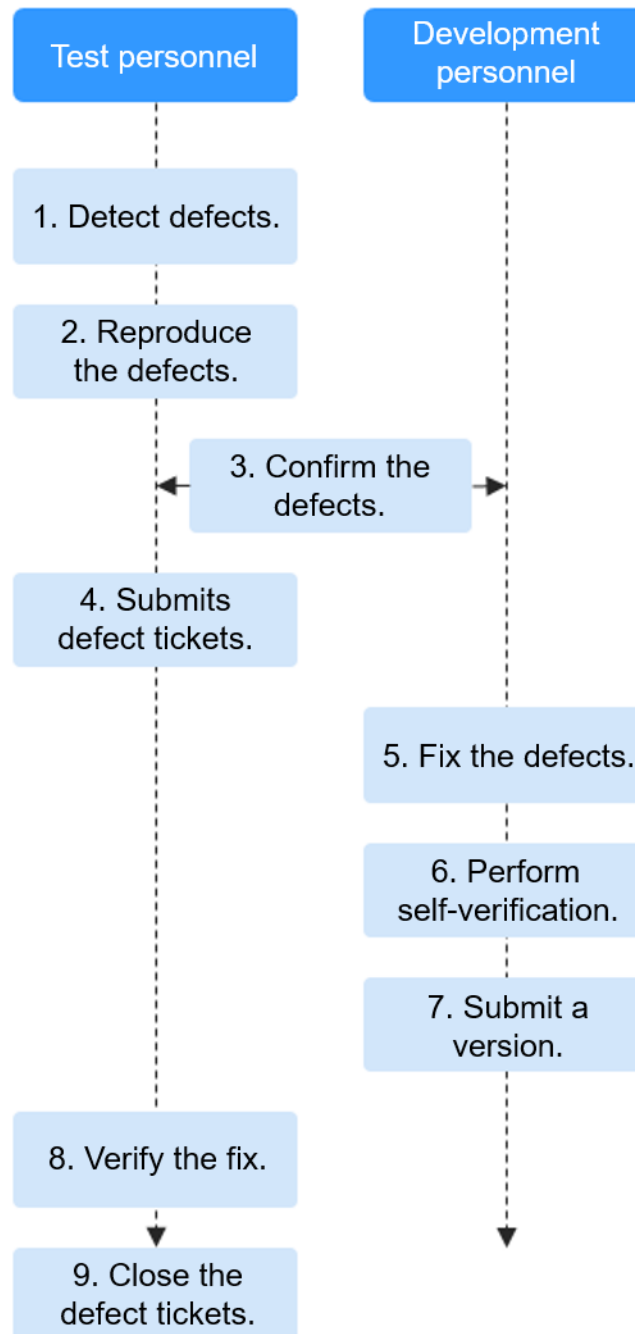 Test personnel
Development
personnel
1. Detect defects.
2. Reproduce
the defects.
3. Confirm the
defects.
4. Submits
defect tickets.
5. Fix the defects.
6. Perform
self-verification.
7. Submit a
version.
8. Verify the fix.
9. Close the
defect tickets.